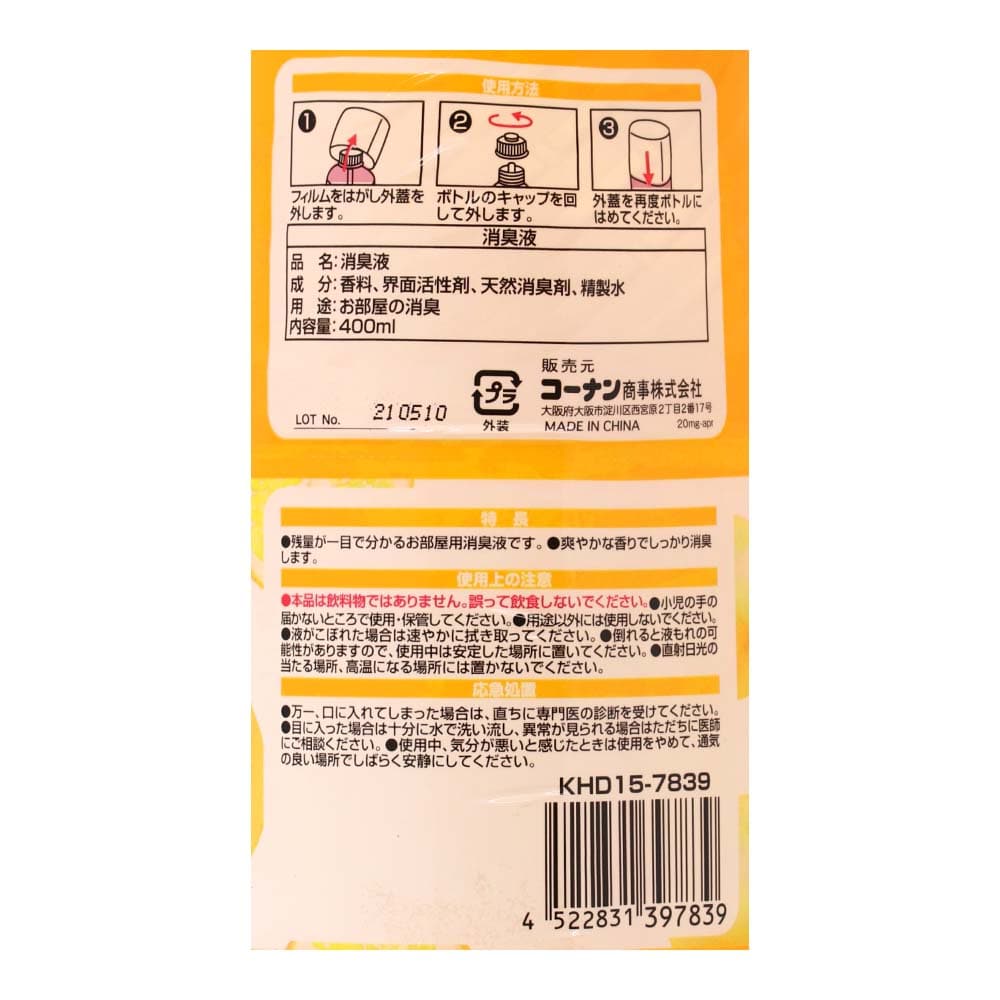 使用方法
1 2 3
フィルムをはがし外蓋を
外します。
ボトルのキャップを回
して外します。
外蓋を再度ボトルに
はめてください。
消臭液
品 名:消臭液
成 分:香料、界面活性剤、天然消臭剤、精製水
用 途:お部屋の消臭
内容量:400ml
プラ
外装
販売元
コーナン商事株式会社
大阪府大阪市淀川区西宮原2丁目2番17号
LOT No. 210510
MADE IN CHINA 20mg-apr
特 長
●残量が一目で分かるお部屋用消臭液です。●爽やかな香りでしっかり消臭
します。
使用上の注意
●本品は飲料物ではありません。誤って飲食しないでください。●小児の手の
届かないところで使用・保管してください。●用途以外には使用しないでください。
●液がこぼれた場合は速やかに拭き取ってください。●倒れると液もれの可
能性がありますので、使用中は安定した場所に置いてください。●直射日光の
当たる場所、高温になる場所には置かないでください。
応急処置
●万一、口に入れてしまった場合は、直ちに専門医の診断を受けてください。
●目に入った場合は十分に水で洗い流し、異常が見られる場合はただちに医師
にご相談ください。●使用中、気分が悪いと感じたときは使用をやめて、通気
の良い場所でしばらく安静にしてください。
KHD15-7839
4 522831 397839